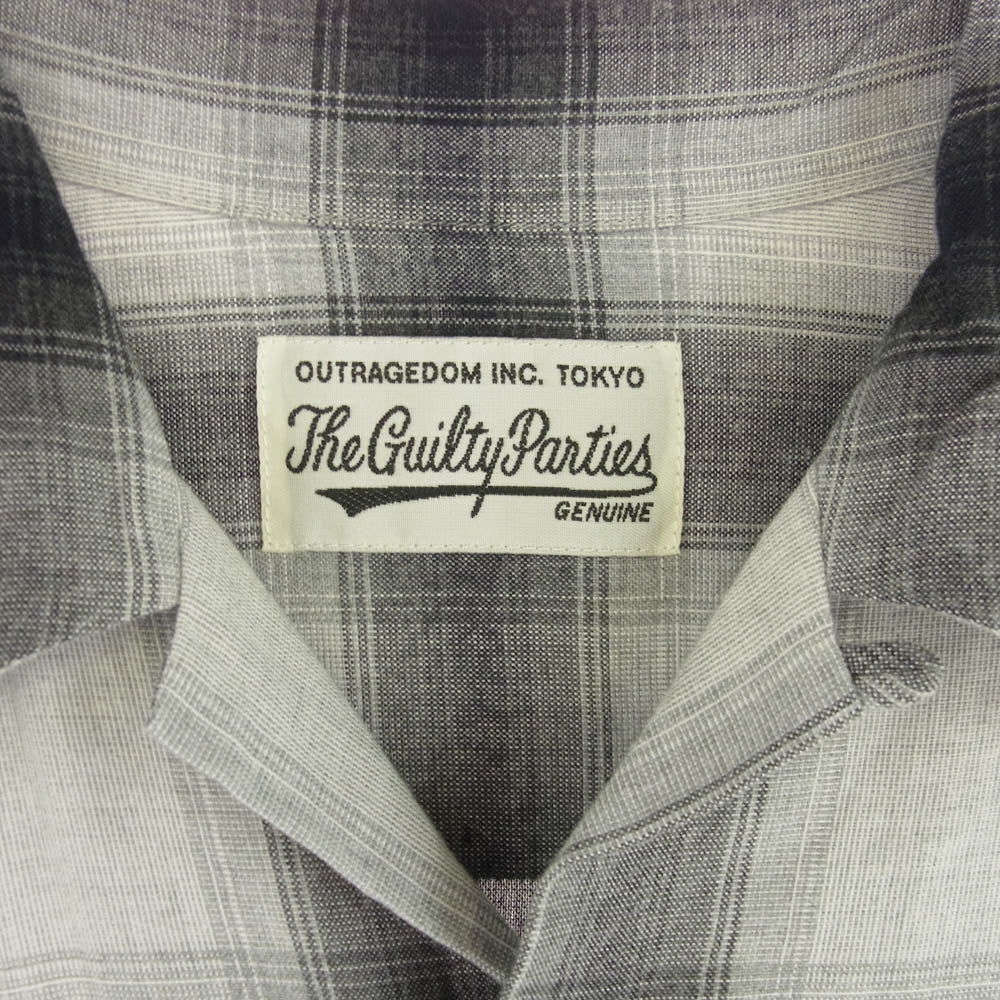 OUTRAGEDOM INC. TOKYO
The Guilty Parties
GENUINE